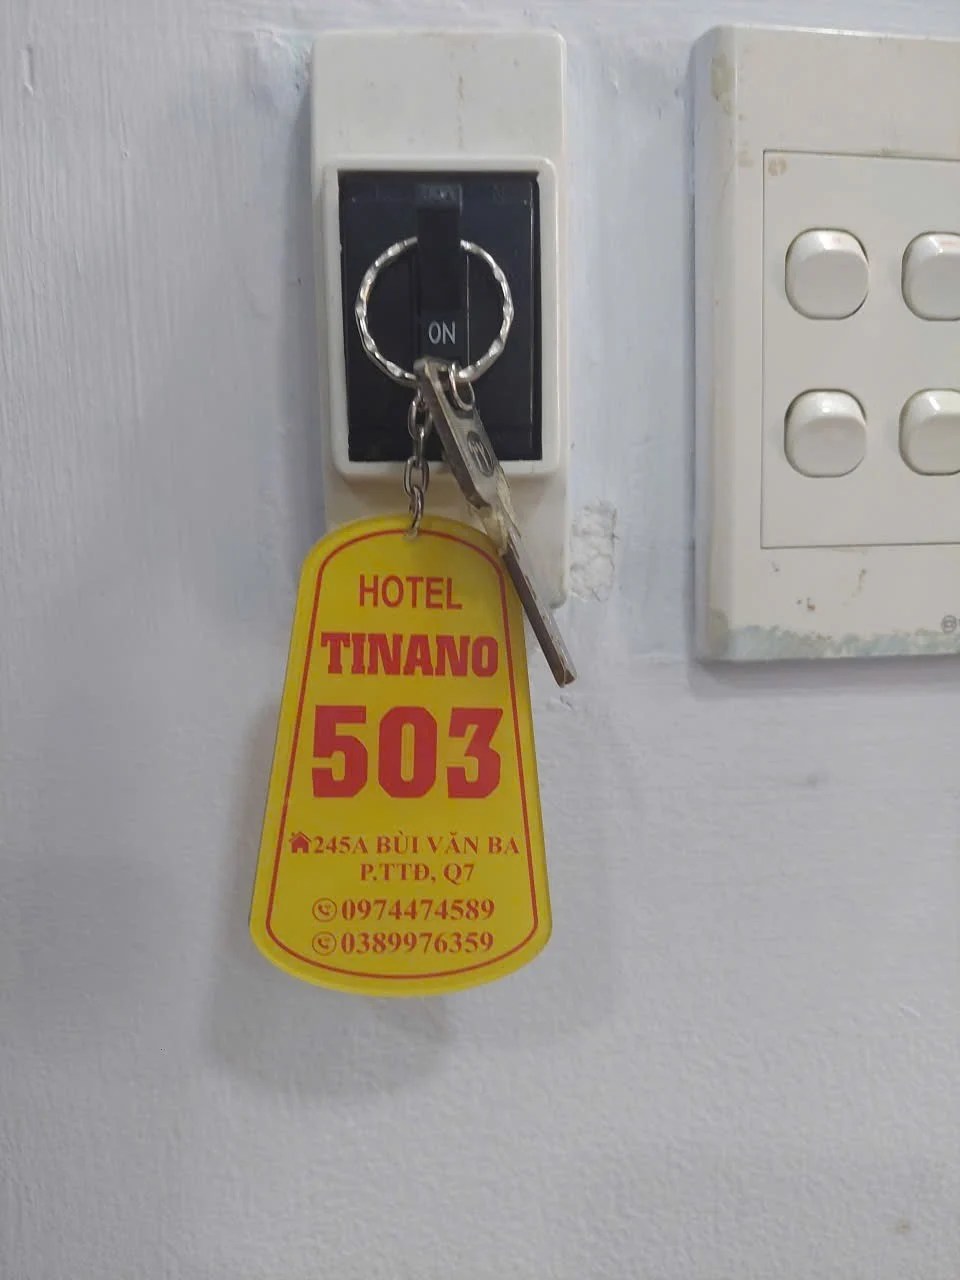 ON
HOTEL
TINANO
503
245A BÙI VĂN BA
P.TTĐ, Q7
0974474589
0389976359